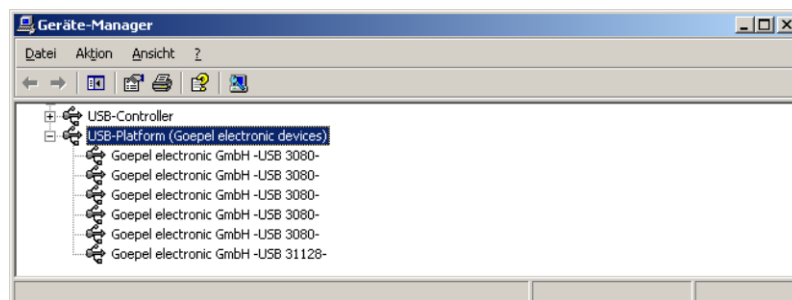 Geräte-Manager
Datei Aktion Ansicht ?
USB-Controller
USB-Platform (Goepel electronic devices)
Goepel electronic GmbH -USB 3080-
Goepel electronic GmbH -USB 3080-
Goepel electronic GmbH -USB 3080-
Goepel electronic GmbH -USB 3080-
Goepel electronic GmbH -USB 3080-
Goepel electronic GmbH -USB 31128-